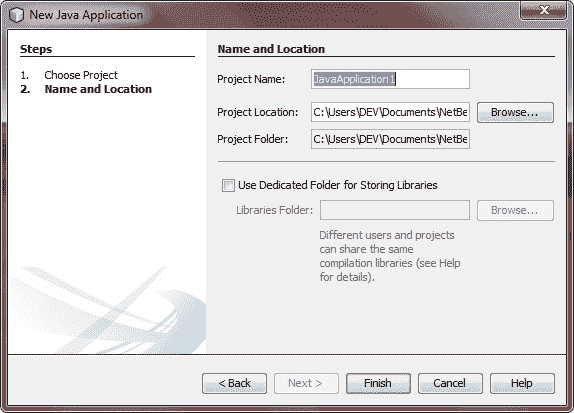 New Java Application
Steps
1. Choose Project
2. Name and Location
Name and Location
Project Name: JavaApplication1
Project Location: C:\Users\DEV\Documents\NetBe Browse...
Project Folder: C:\Users\DEV\Documents\NetBe
Use Dedicated Folder for Storing Libraries
Libraries Folder: Browse...
Different users and projects
can share the same
compilation libraries (see Help
for details).
< Back Next > Finish Cancel Help